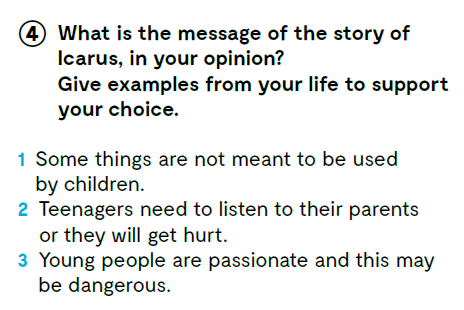 4 What is the message of the story of
Icarus, in your opinion?
Give examples from your life to support
your choice.
1 Some things are not meant to be used
by children.
2 Teenagers need to listen to their parents
or they will get hurt.
3 Young people are passionate and this may
be dangerous.